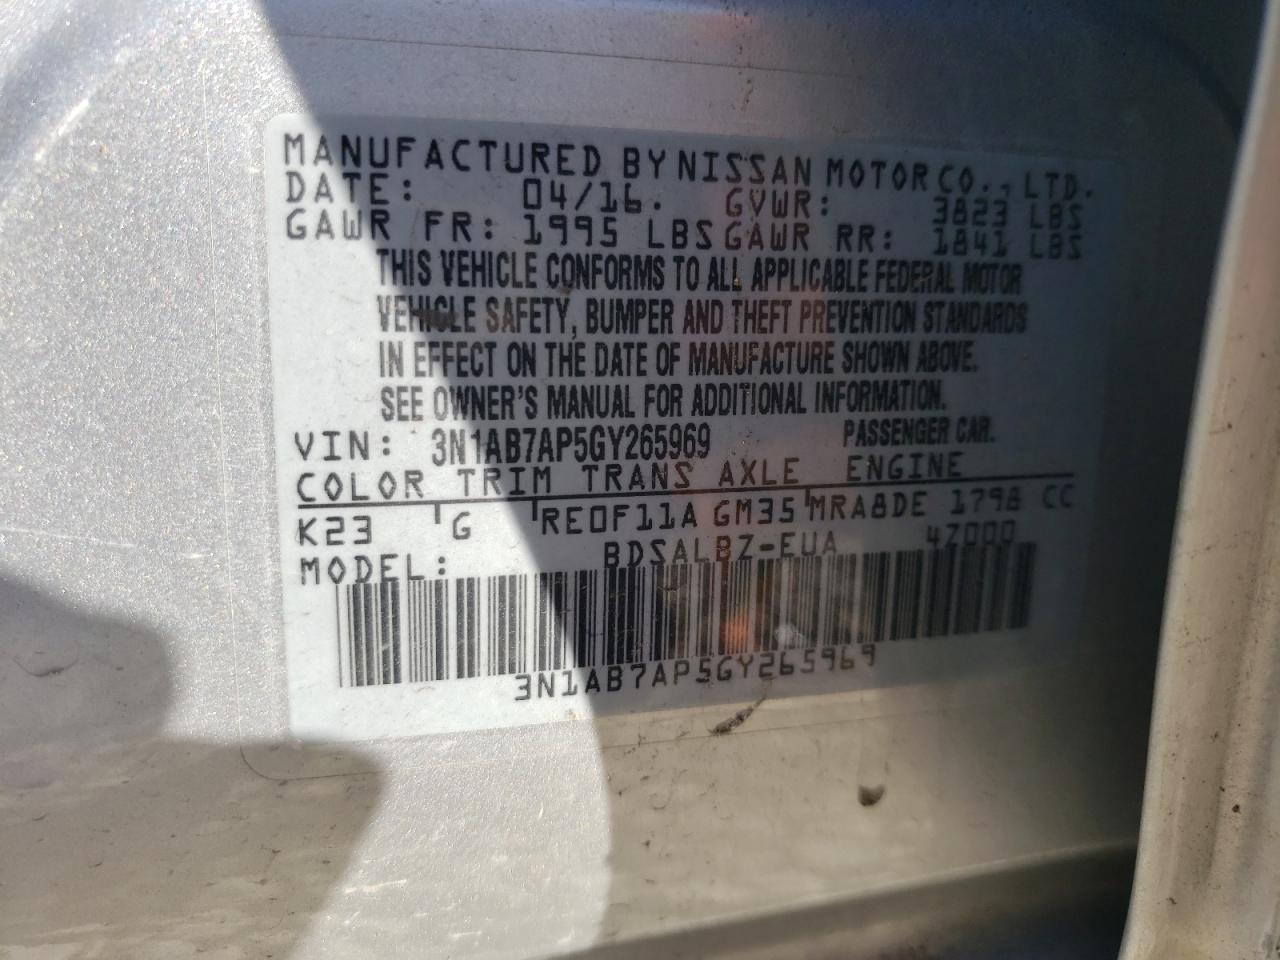 MANUFACTURED BY NISSAN MOTOR CO., LTD.
DATE: 04/16. GVWR: 3823 LBS
GAWR FR: 1995 LBS GAWR RR: 1841 LBS
THIS VEHICLE CONFORMS TO ALL APPLICABLE FEDERAL MOTOR
VEHICLE SAFETY, BUMPER AND THEFT PREVENTION STANDARDS
IN EFFECT ON THE DATE OF MANUFACTURE SHOWN ABOVE.
SEE OWNER'S MANUAL FOR ADDITIONAL INFORMATION.
VIN: 3N1AB7AP5GY265969 PASSENGER CAR.
COLOR TRIM TRANS AXLE ENGINE
K23 G RE0F11A GM35 MRA8DE 1798 CC
MODEL: BDSALBZ-EUA 47000
3N1AB7AP5GY265969